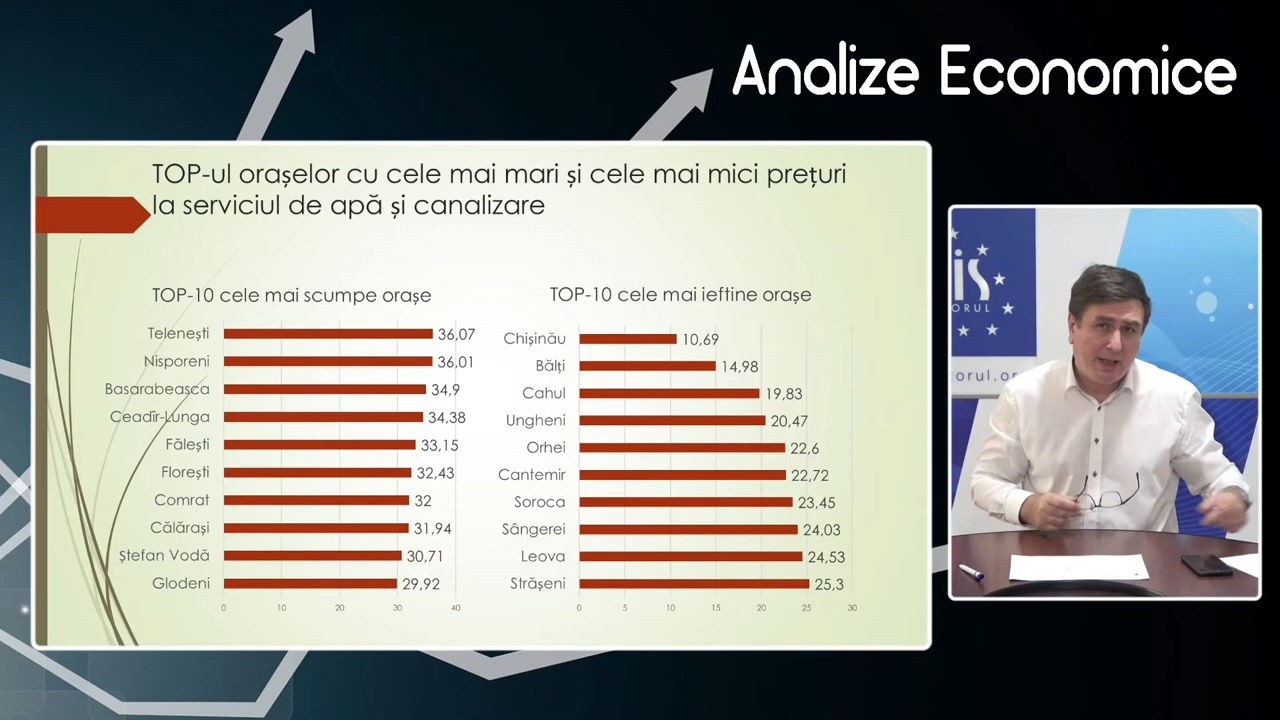 Analize Economice
TOP-ul orașelor cu cele mai mari și cele mai mici prețuri
la serviciul de apă și canalizare
TOP-10 cele mai scumpe orașe
Telenești 36,07
Nisporeni 36,01
Basarabeasca 34,9
Ceadîr-Lunga 34,38
Fălești 33,15
Florești 32,43
Comrat 32
Călărași 31,94
Ștefan Vodă 30,71
Glodeni 29,92
0 10 20 30 40
TOP-10 cele mai ieftine orașe
Chișinău 10,69
Bălți 14,98
Cahul 19,83
Ungheni 20,47
Orhei 22,6
Cantemir 22,72
Soroca 23,45
Sângerei 24,03
Leova 24,53
Strășeni 25,3
0 5 10 15 20 25 30
is
ORUL
torul.or